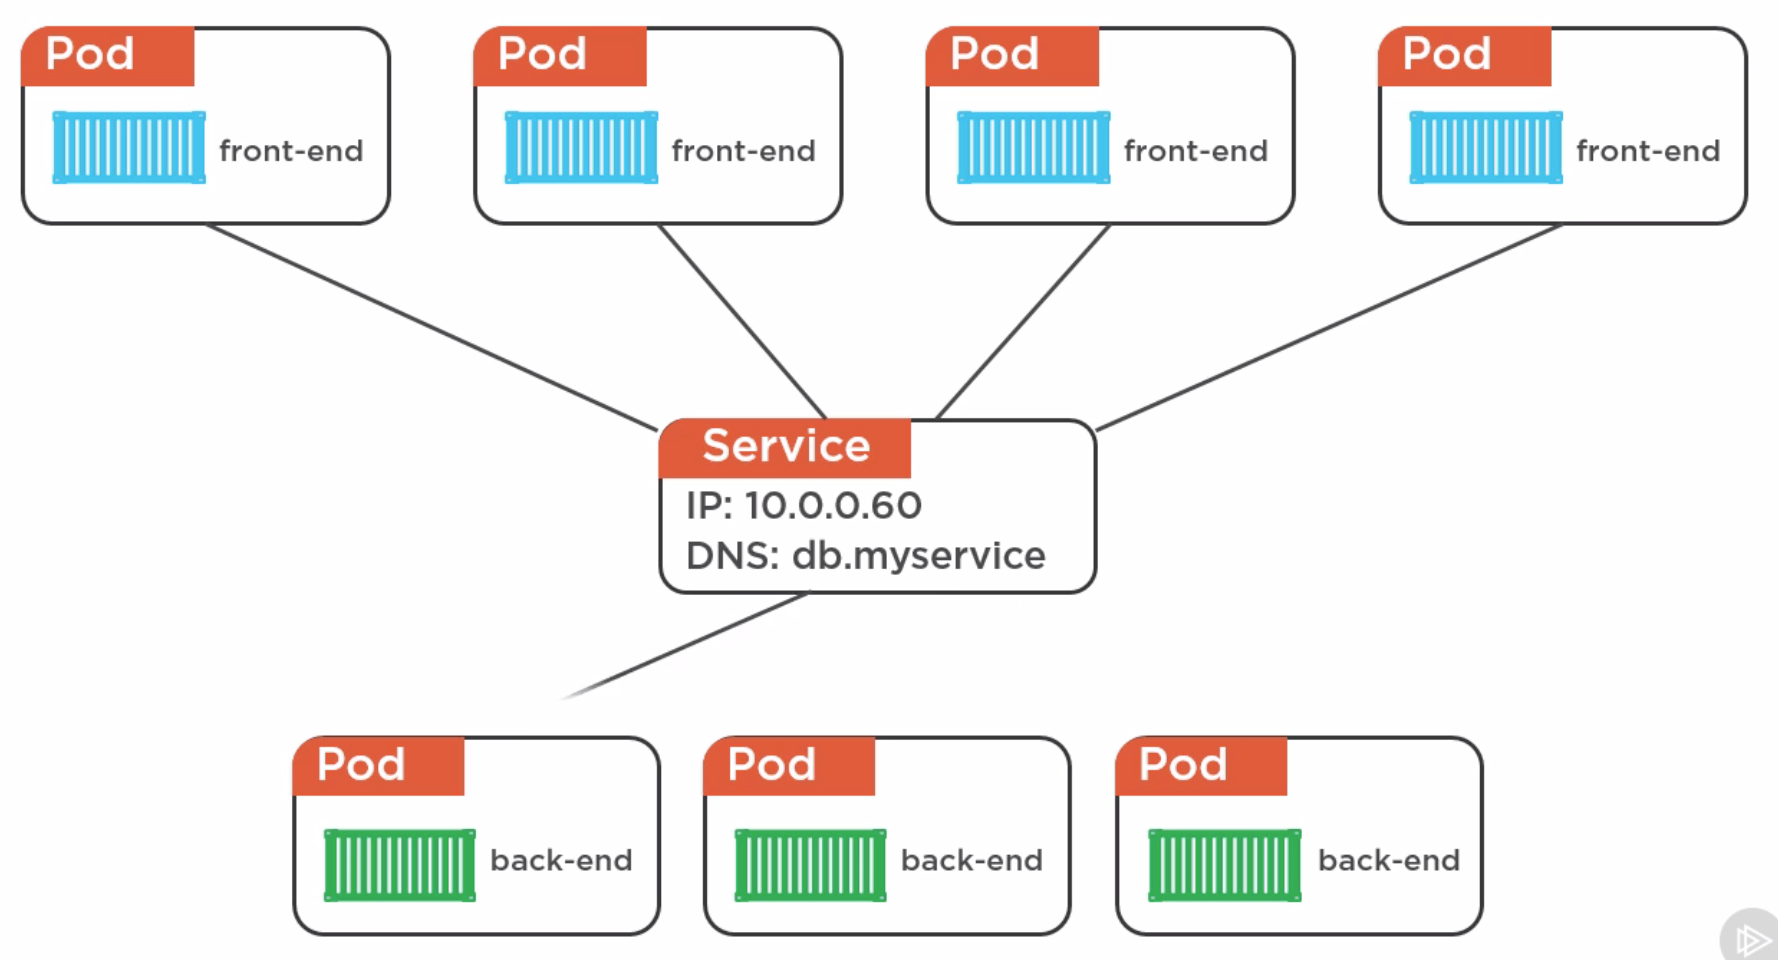 Pod
front-end
Pod
front-end
Pod
front-end
Pod
front-end
Service
IP: 10.0.0.60
DNS: db.myservice
Pod
back-end
Pod
back-end
Pod
back-end